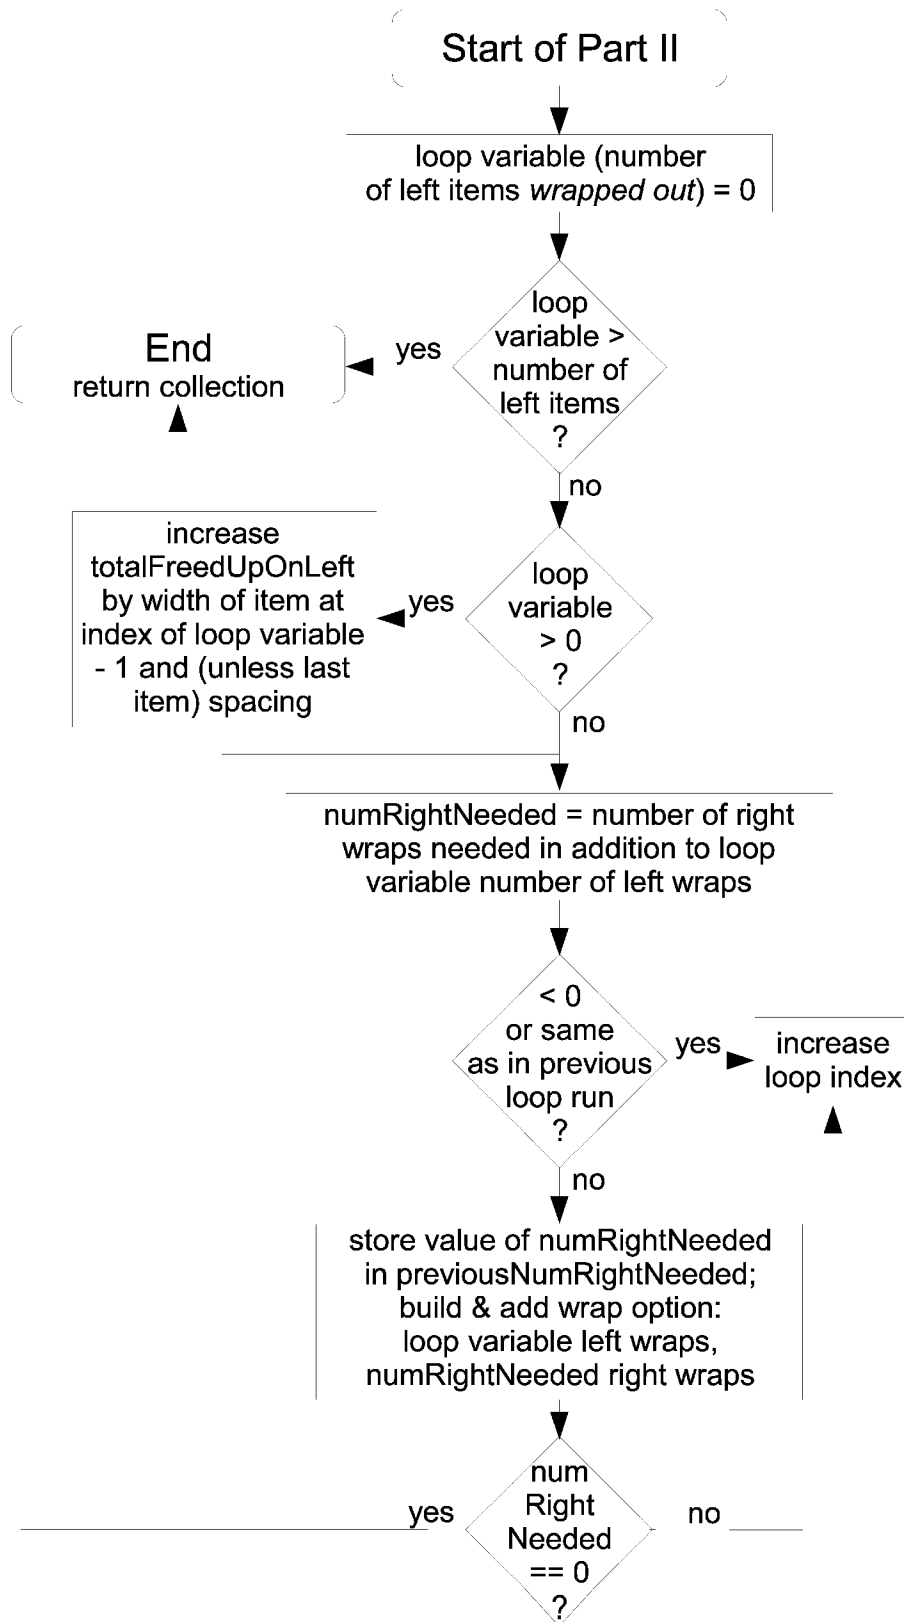 Start of Part II
loop variable (number
of left items wrapped out) = 0
loop
variable >
number of
left items
?
yes
End
return collection
no
loop
variable
> 0
?
yes
increase
totalFreedUpOnLeft
by width of item at
index of loop variable
- 1 and (unless last
item) spacing
no
numRightNeeded = number of right
wraps needed in addition to loop
variable number of left wraps
< 0
or same
as in previous
loop run
?
yes
increase
loop index
no
store value of numRightNeeded
in previousNumRightNeeded;
build & add wrap option:
loop variable left wraps,
numRightNeeded right wraps
num
Right
Needed
== 0
?
yes
no